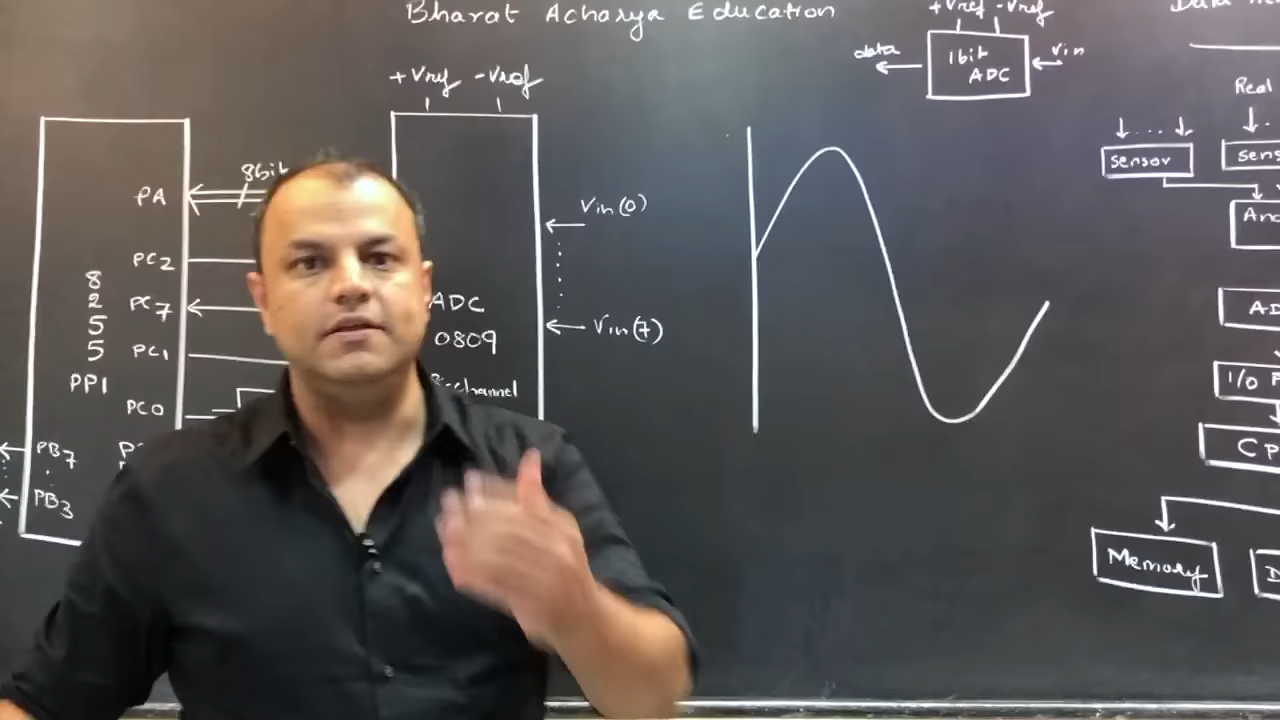 Bharat Acharya Education
+Vref -Vref
data
1bit
ADC
Vin
Real
sensor
+Vref -Vref
8bit
PA
PC2
PC7
PC1
PC0
8
2
5
5
PPI
PB7
PB3
ADC
0809
channel
Vin(0)
Vin(7)
I/O
Memory